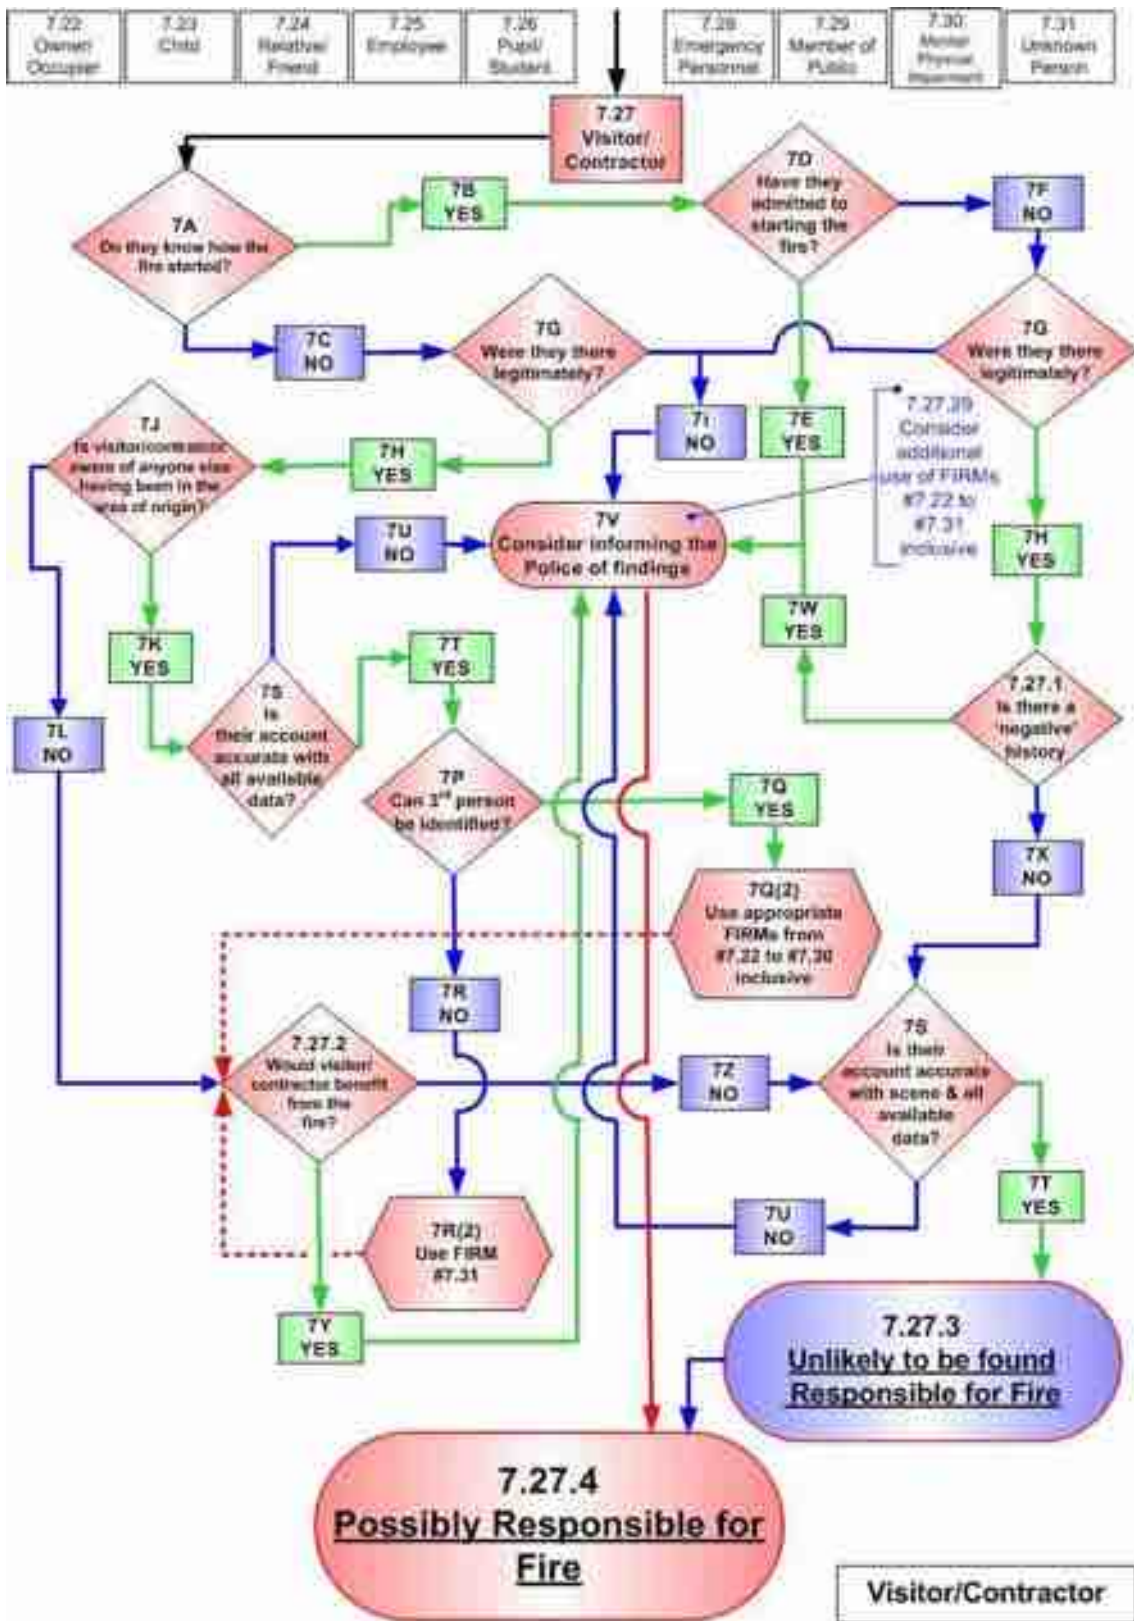 7.22
Owner/
Occupier
7.23
Child
7.24
Relative/
Friend
7.25
Employee
7.26
Pupil/
Student
7.28
Emergency
Personnel
7.29
Member of
Public
7.30
Mental
Physical
Impairment
7.31
Unknown
Person
7.27
Visitor/
Contractor
7A
Do they know how the
fire started?
7B
YES
7D
Have they
admitted to
starting the
fire?
7F
NO
7C
NO
7G
Were they there
legitimately?
7G
Were they there
legitimately?
7I
NO
7E
YES
7.27.29
Consider
additional
use of FIRMs
#7.22 to
#7.31
inclusive
7J
Is visitor/contractor
aware of anyone else
having been in the
area of origin?
7H
YES
7U
NO
7V
Consider informing the
Police of findings
7H
YES
7K
YES
7T
YES
7W
YES
7.27.1
Is there a
'negative'
history
7L
NO
7S
Is
their account
accurate with
all available
data?
7P
Can 3rd person
be identified?
7Q
YES
7X
NO
7Q(2)
Use appropriate
FIRMs from
#7.22 to #7.30
inclusive
7R
NO
7.27.2
Would visitor/
contractor benefit
from the
fire?
7Z
NO
7S
Is their
account accurate
with scene & all
available
data?
7R(2)
Use FIRM
#7.31
7U
NO
7T
YES
7Y
YES
7.27.3
Unlikely to be found
Responsible for Fire
7.27.4
Possibly Responsible for
Fire
Visitor/Contractor